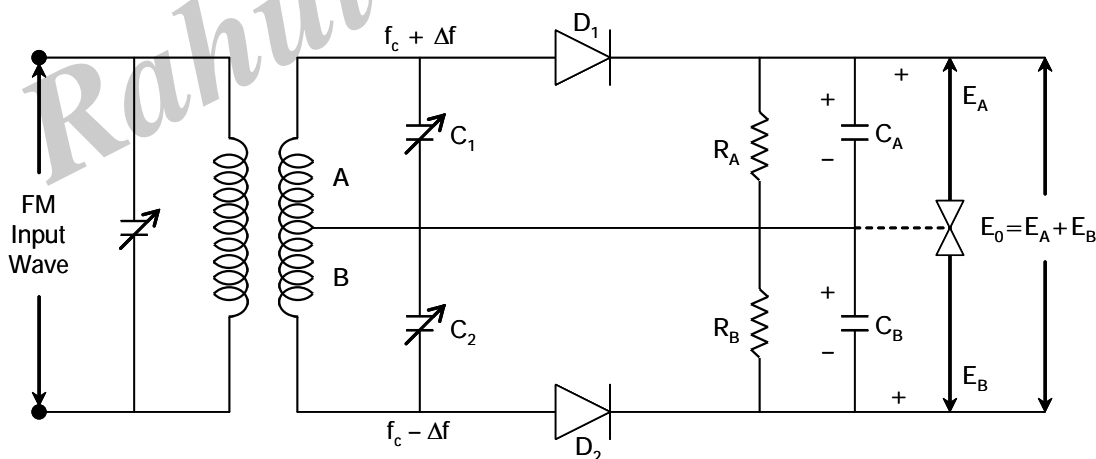 Rahul
D₁
f_c + Δf
+
E_A
C₁
+
C_A
R_A
−
A
FM
Input
Wave
E₀=E_A+E_B
B
+
C₂
R_B
C_B
−
E_B
+
f_c − Δf
D₂